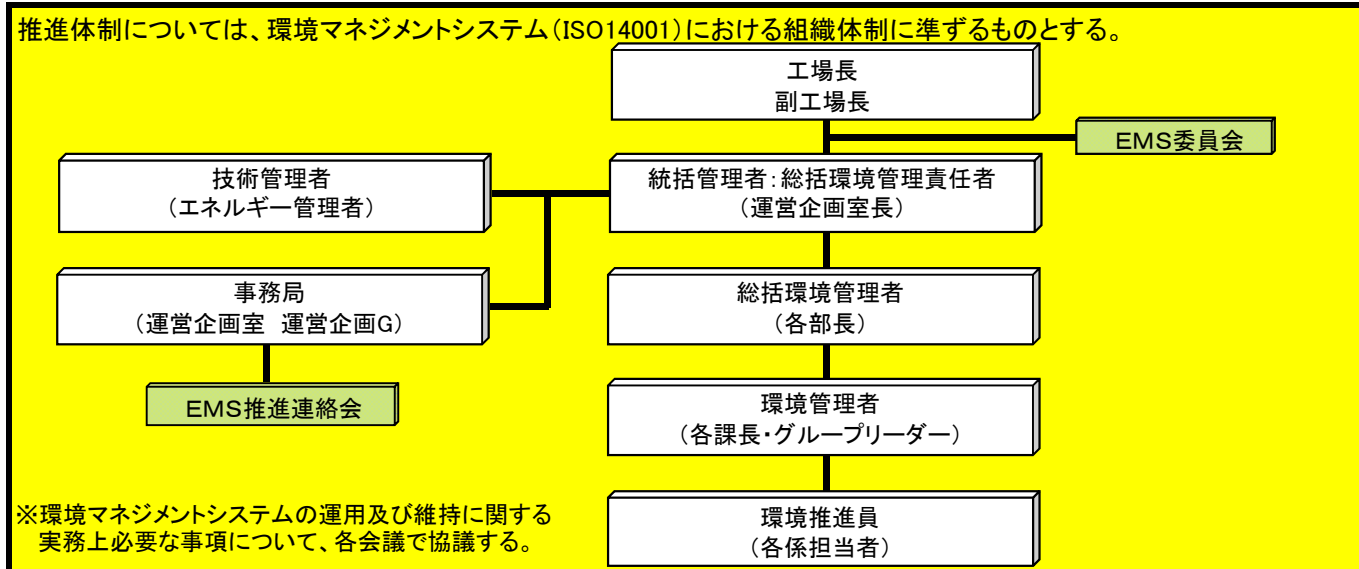 推進体制については、環境マネジメントシステム（ISO14001）における組織体制に準ずるものとする。
工場長
副工場長
EMS委員会
技術管理者
（エネルギー管理者）
統括管理者：総括環境管理責任者
（運営企画室長）
事務局
（運営企画室　運営企画G）
総括環境管理者
（各部長）
EMS推進連絡会
環境管理者
（各課長・グループリーダー）
※環境マネジメントシステムの運用及び維持に関する
実務上必要な事項について、各会議で協議する。
環境推進員
（各係担当者）